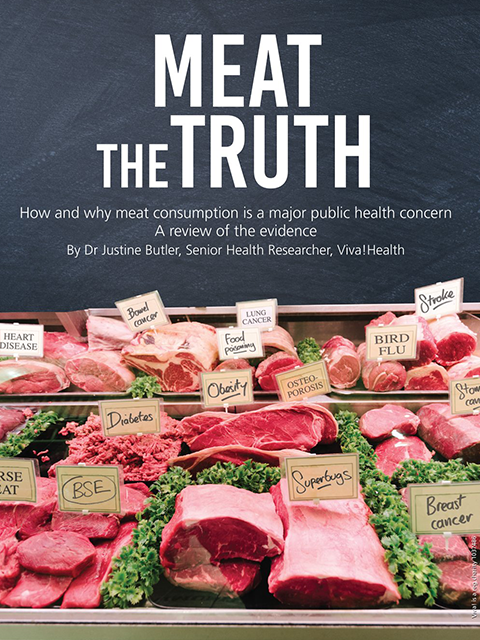 MEAT
THE TRUTH
How and why meat consumption is a major public health concern
A review of the evidence
By Dr Justine Butler, Senior Health Researcher, Viva!Health
Stroke
Bowel
cancer
LUNG
CANCER
HEART
DISEASE
Food
poisoning
BIRD
FLU
Obesity
OSTEO-
POROSIS
Diabetes
BSE
Superbugs
Breast
cancer